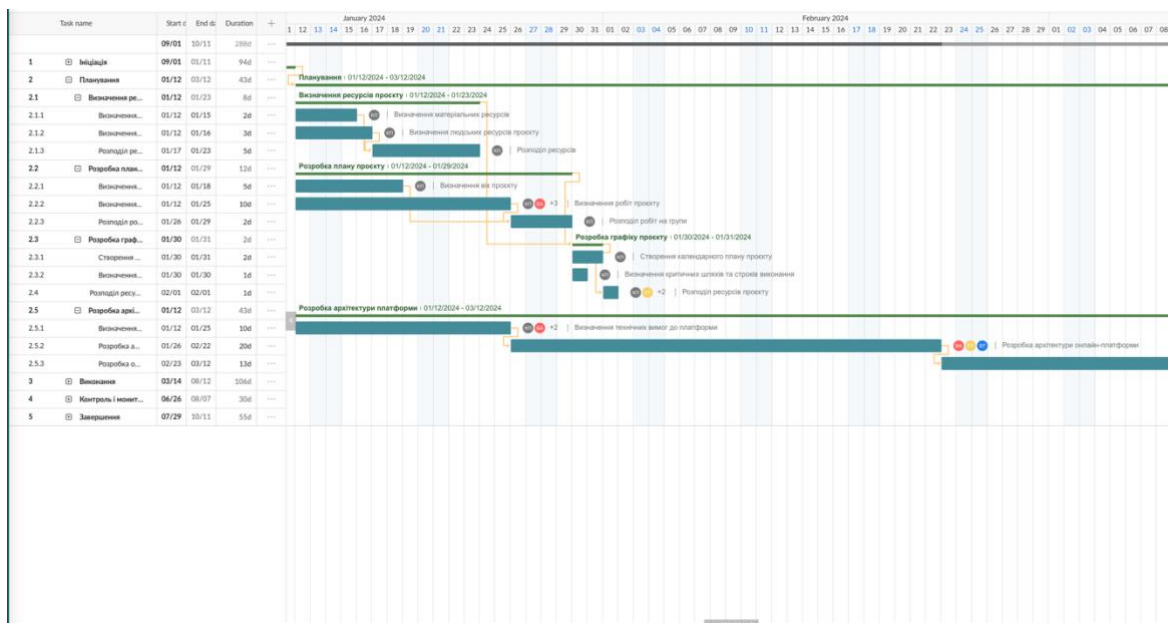 January 2024 February 2024
Task name Start d End da Duration +
1 12 13 14 15 16 17 18 19 20 21 22 23 24 25 26 27 28 29 30 31 01 02 03 04 05 06 07 08 09 10 11 12 13 14 15 16 17 18 19 20 21 22 23 24 25 26 27 28 29 01 02 03 04 05 06 07 08
09/01 10/11 288d
1 Ініціація 09/01 01/11 94d
2 Планування 01/12 03/12 43d Планування : 01/12/2024 - 03/12/2024
2.1 Визначення ре... 01/12 01/23 8d Визначення ресурсів проєкту : 01/12/2024 - 01/23/2024
2.1.1 Визначення... 01/12 01/15 2d Визначення матеріальних ресурсів
2.1.2 Визначення... 01/12 01/16 3d Визначення людських ресурсів проєкту
2.1.3 Розподіл ре... 01/17 01/23 5d Розподіл ресурсів
2.2 Розробка план... 01/12 01/29 12d Розробка плану проєкту : 01/12/2024 - 01/29/2024
2.2.1 Визначення... 01/12 01/18 5d Визначення віх проєкту
2.2.2 Визначення... 01/12 01/25 10d +3 Визначення робіт проєкту
2.2.3 Розподіл ро... 01/26 01/29 2d Розподіл робіт на групи
2.3 Розробка граф... 01/30 01/31 2d Розробка графіку проєкту : 01/30/2024 - 01/31/2024
2.3.1 Створення ... 01/30 01/31 2d Створення календарного плану проєкту
2.3.2 Визначення... 01/30 01/30 1d Визначення критичних шляхів та строків виконання
2.4 Розподіл ресу... 02/01 02/01 1d +2 Розподіл ресурсів проєкту
2.5 Розробка архі... 01/12 03/12 43d Розробка архітектури платформи : 01/12/2024 - 03/12/2024
2.5.1 Визначення... 01/12 01/25 10d +2 Визначення технічних вимог до платформи
2.5.2 Розробка а... 01/26 02/22 20d Розробка архітектури онлайн-платформи
2.5.3 Розробка о... 02/23 03/12 13d
3 Виконання 03/14 08/12 106d
4 Контроль і моніт... 06/26 08/07 30d
5 Завершення 07/29 10/11 55d